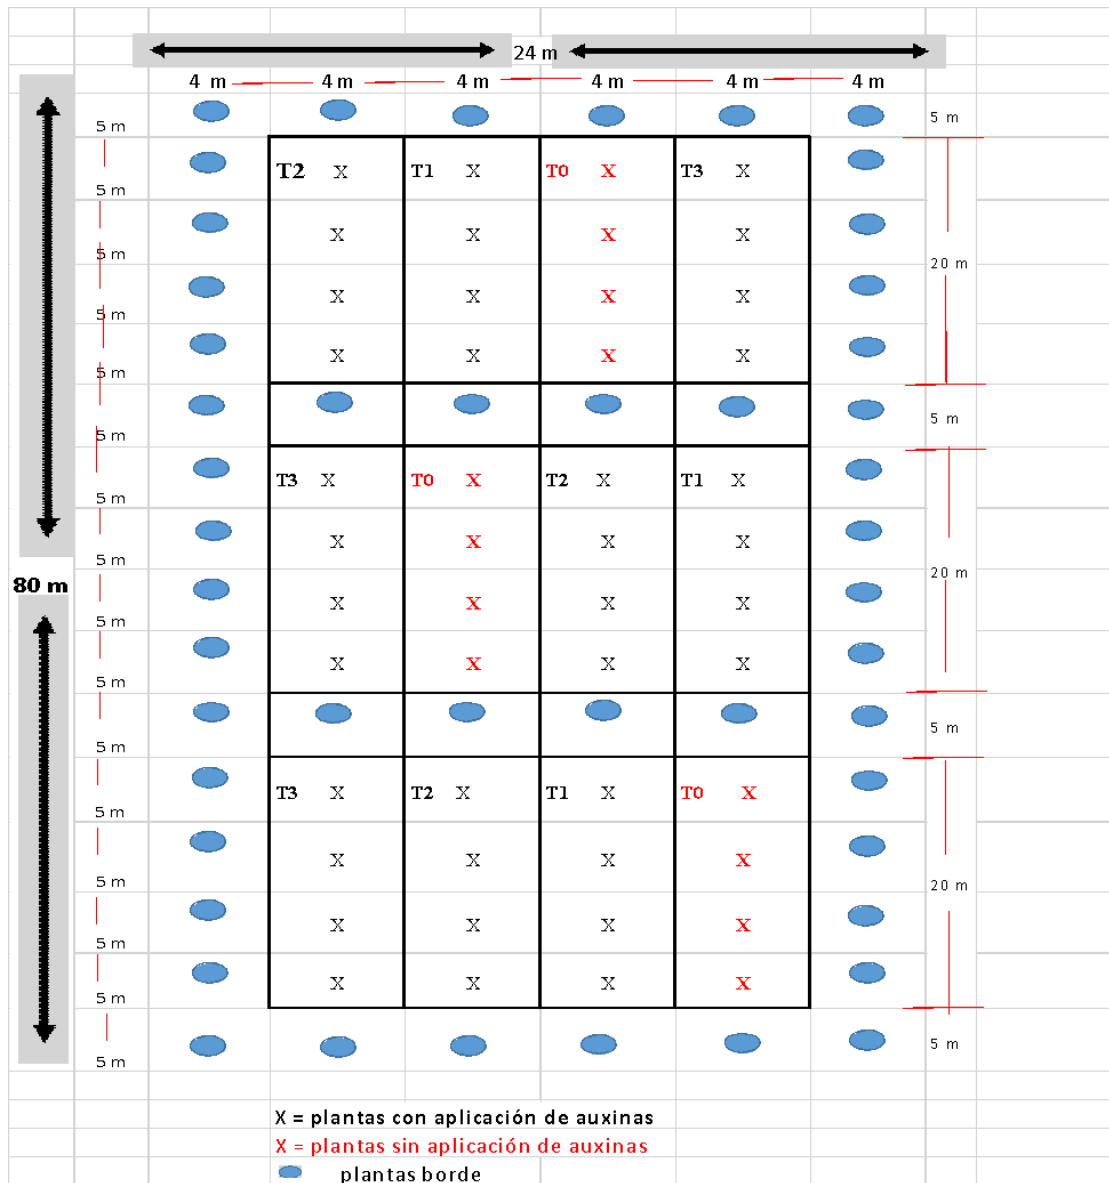 24 m
4 m 4 m 4 m 4 m 4 m 4 m
5 m 5 m
T2 X T1 X T0 X T3 X
5 m
X X X X
5 m 20 m
X X X X
5 m
X X X X
5 m
5 m
5 m
T3 X T0 X T2 X T1 X
5 m
X X X X
5 m
80 m 20 m
X X X X
5 m
X X X X
5 m
5 m
5 m
T3 X T2 X T1 X T0 X
5 m
X X X X
5 m 20 m
X X X X
5 m
X X X X
5 m
5 m
5 m
X = plantas con aplicación de auxinas
X = plantas sin aplicación de auxinas
plantas borde